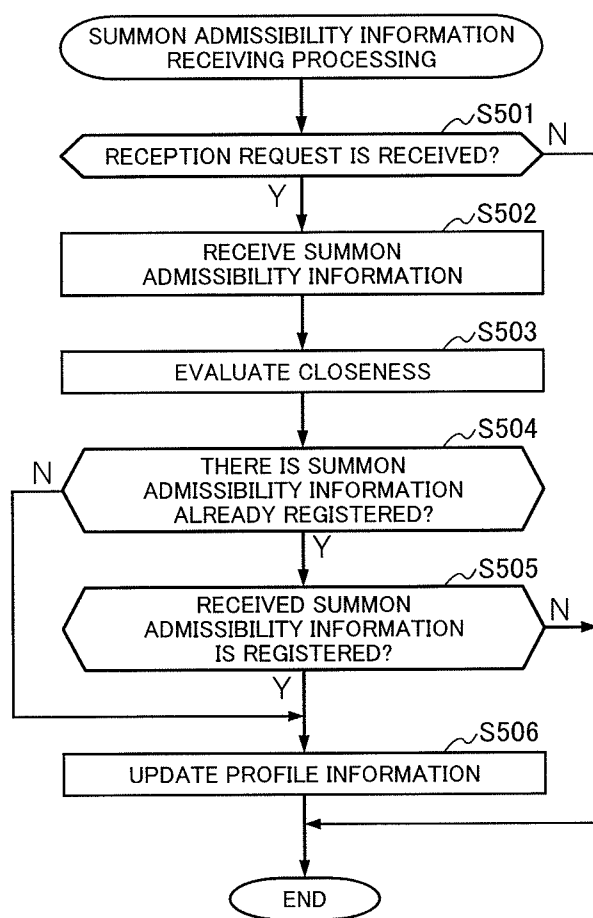 SUMMON ADMISSIBILITY INFORMATION
RECEIVING PROCESSING
S501
RECEPTION REQUEST IS RECEIVED?
N
Y
S502
RECEIVE SUMMON
ADMISSIBILITY INFORMATION
S503
EVALUATE CLOSENESS
S504
N
THERE IS SUMMON
ADMISSIBILITY INFORMATION
ALREADY REGISTERED?
Y
S505
RECEIVED SUMMON
ADMISSIBILITY INFORMATION
IS REGISTERED?
N
Y
S506
UPDATE PROFILE INFORMATION
END